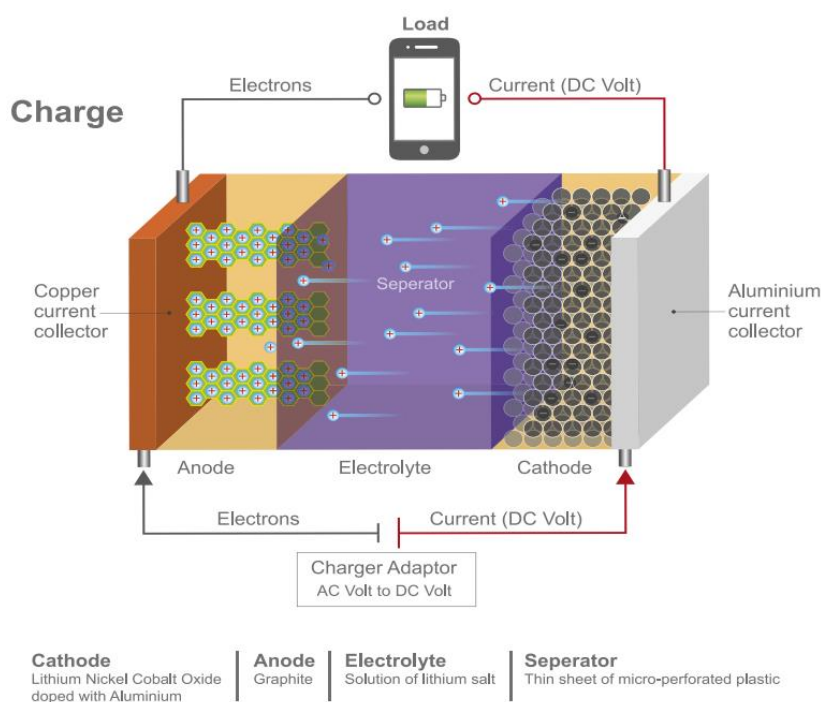 Load
Electrons
Current (DC Volt)
Charge
Seperator
Copper
current
collector
Aluminium
current
collector
Anode
Electrolyte
Cathode
Electrons
Current (DC Volt)
Charger Adaptor
AC Volt to DC Volt
Cathode
Lithium Nickel Cobalt Oxide
doped with Aluminium
Anode
Graphite
Electrolyte
Solution of lithium salt
Seperator
Thin sheet of micro-perforated plastic